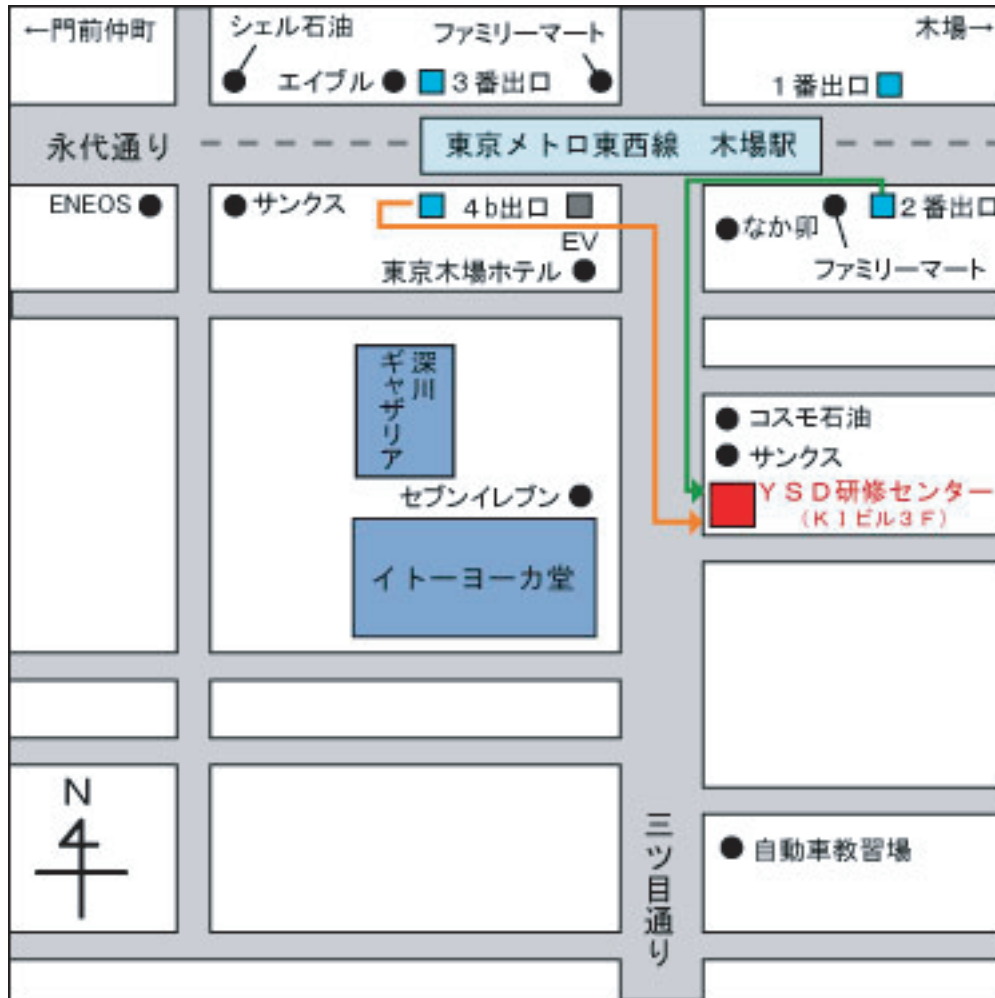 ←門前仲町
シェル石油
ファミリーマート
木場→
エイブル
3番出口
1番出口
永代通り
東京メトロ東西線 木場駅
ENEOS
サンクス
4b出口
EV
東京木場ホテル
なか卯
2番出口
ファミリーマート
深川
ギャザリア
コスモ石油
サンクス
セブンイレブン
YSD研修センター
(KIビル3F)
イトーヨーカ堂
N
三ツ目通り
自動車教習場